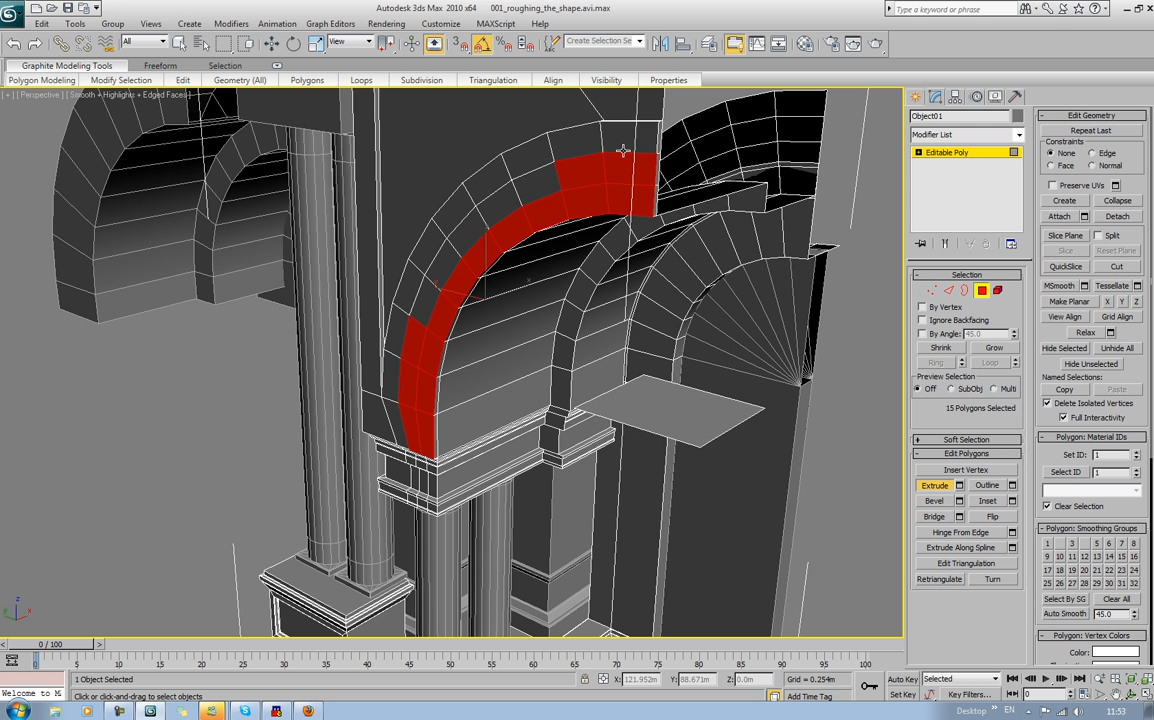 Autodesk 3ds Max 2010 x64 001_roughing_the_shape.avi.max
Type a keyword or phrase
Edit Tools Group Views Create Modifiers Animation Graph Editors Rendering Customize MAXScript Help
All View Create Selection Se
Graphite Modeling Tools Freeform Selection
Polygon Modeling Modify Selection Edit Geometry (All) Polygons Loops Subdivision Triangulation Align Visibility Properties
[ + ] [ Perspective ] [ Smooth + Highlights + Edged Faces ]
Object01
Modifier List
Editable Poly
Selection
By Vertex
Ignore Backfacing
By Angle: 45.0
Shrink Grow
Ring Loop
Preview Selection
Off SubObj Multi
15 Polygons Selected
Soft Selection
Edit Polygons
Insert Vertex
Extrude Outline
Bevel Inset
Bridge Flip
Hinge From Edge
Extrude Along Spline
Edit Triangulation
Retriangulate Turn
Edit Geometry
Repeat Last
Constraints
None Edge
Face Normal
Preserve UVs
Create Collapse
Attach Detach
Slice Plane Split
Slice Reset Plane
QuickSlice Cut
MSmooth Tessellate
Make Planar X Y Z
View Align Grid Align
Relax
Hide Selected Unhide All
Hide Unselected
Named Selections:
Copy Paste
Delete Isolated Vertices
Full Interactivity
Polygon: Material IDs
Set ID: 1
Select ID 1
Clear Selection
Polygon: Smoothing Groups
1 2 3 4 5 6 7 8
9 10 11 12 13 14 15 16
17 18 19 20 21 22 23 24
25 26 27 28 29 30 31 32
Select By SG Clear All
Auto Smooth 45.0
Polygon: Vertex Colors
Color:
z
x
0 / 100
0 5 10 15 20 25 30 35 40 45 50 55 60 65 70 75 80 85 90 95 100
1 Object Selected X: 121.952m Y: 88.671m Z: 0.0m Grid = 0.254m Auto Key Selected
Welcome to M Click or click-and-drag to select objects Add Time Tag Set Key Key Filters... 0
Desktop EN 11:53